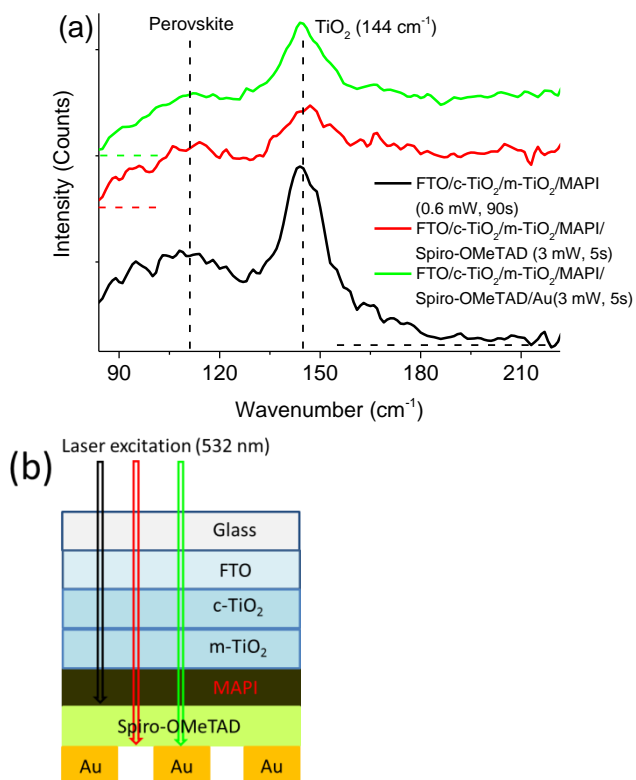 (a)
Perovskite
TiO₂ (144 cm⁻¹)
Intensity (Counts)
FTO/c-TiO₂/m-TiO₂/MAPI
(0.6 mW, 90s)
FTO/c-TiO₂/m-TiO₂/MAPI/
Spiro-OMeTAD (3 mW, 5s)
FTO/c-TiO₂/m-TiO₂/MAPI/
Spiro-OMeTAD/Au(3 mW, 5s)
90 120 150 180 210
Wavenumber (cm⁻¹)
Laser excitation (532 nm)
(b)
Glass
FTO
c-TiO₂
m-TiO₂
MAPI
Spiro-OMeTAD
Au Au Au